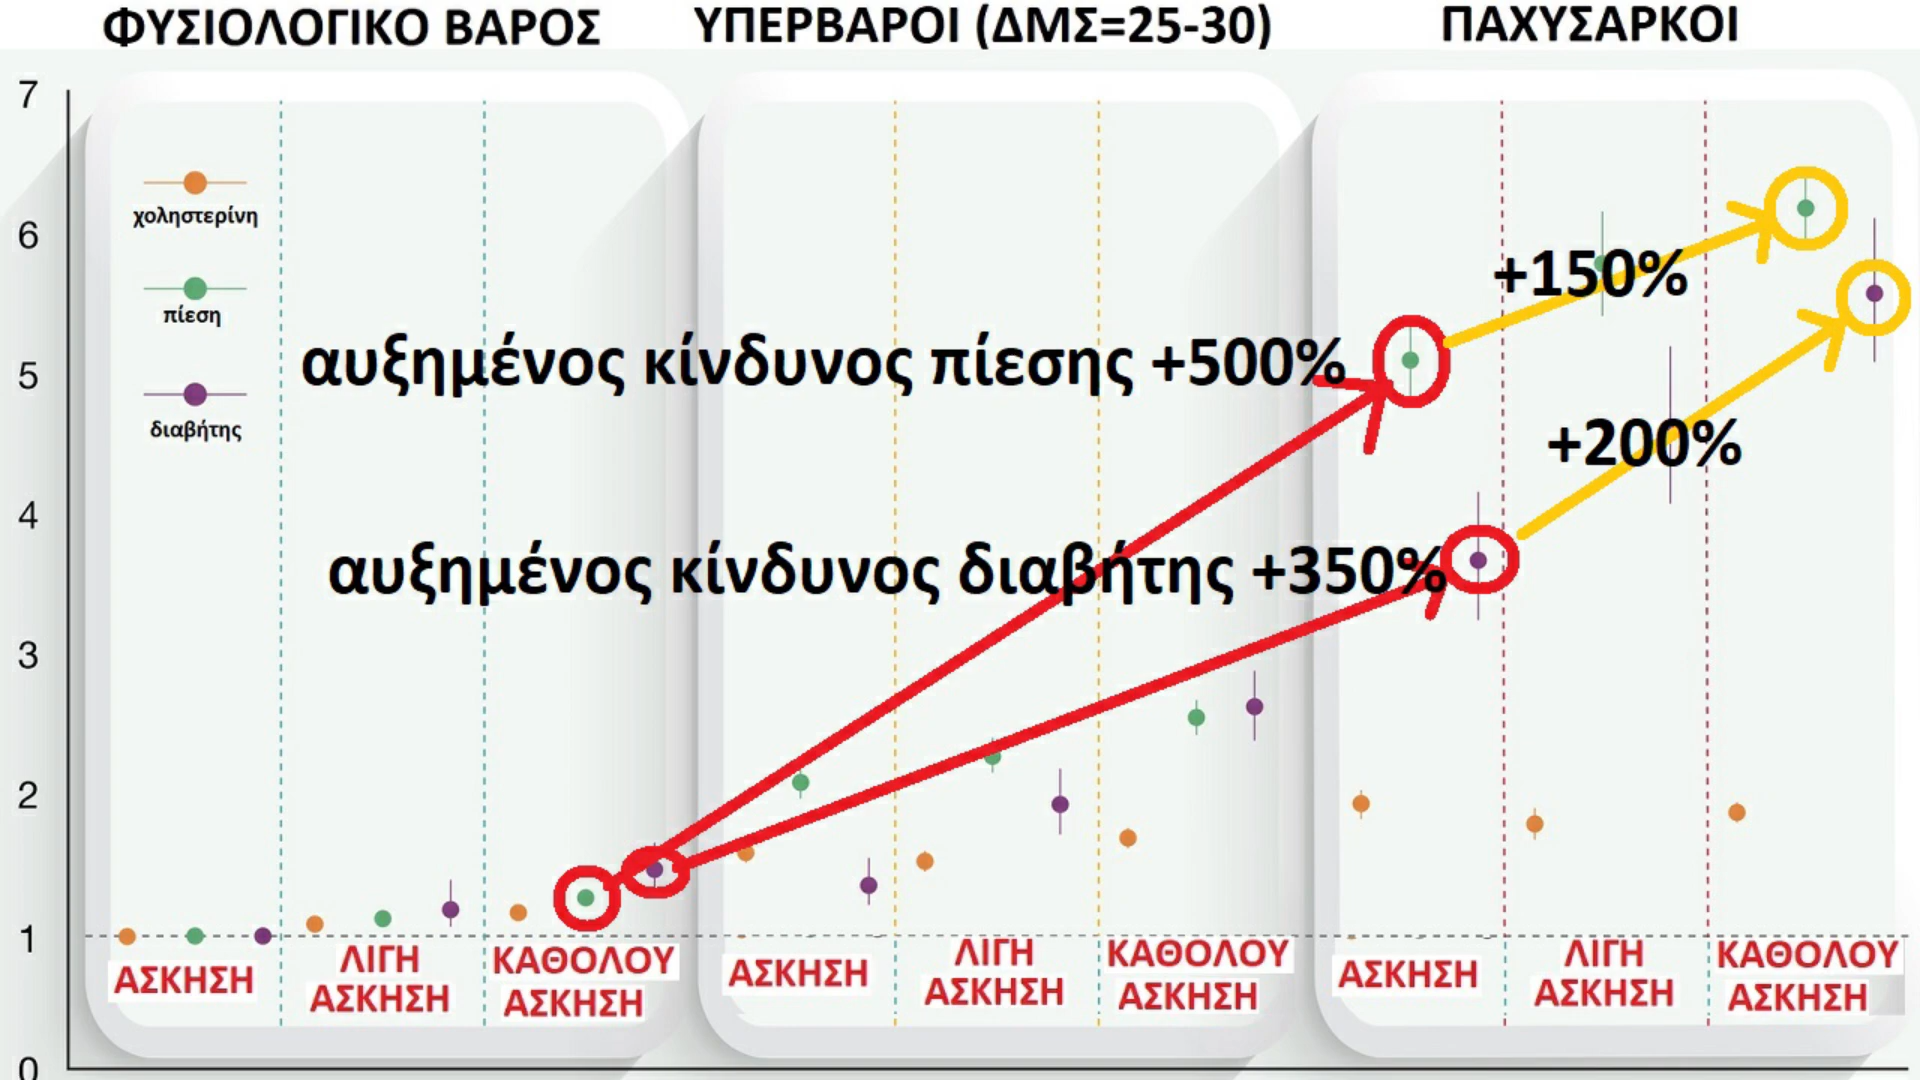 ΦΥΣΙΟΛΟΓΙΚΟ ΒΑΡΟΣ
ΥΠΕΡΒΑΡΟΙ (ΔΜΣ=25-30)
ΠΑΧΥΣΑΡΚΟΙ
7
6
5
4
3
2
1
0
χοληστερίνη
πίεση
διαβήτης
+150%
αυξημένος κίνδυνος πίεσης +500%
+200%
αυξημένος κίνδυνος διαβήτης +350%
ΑΣΚΗΣΗ
ΛΙΓΗ
ΑΣΚΗΣΗ
ΚΑΘΟΛΟΥ
ΑΣΚΗΣΗ
ΑΣΚΗΣΗ
ΛΙΓΗ
ΑΣΚΗΣΗ
ΚΑΘΟΛΟΥ
ΑΣΚΗΣΗ
ΑΣΚΗΣΗ
ΛΙΓΗ
ΑΣΚΗΣΗ
ΚΑΘΟΛΟΥ
ΑΣΚΗΣΗ